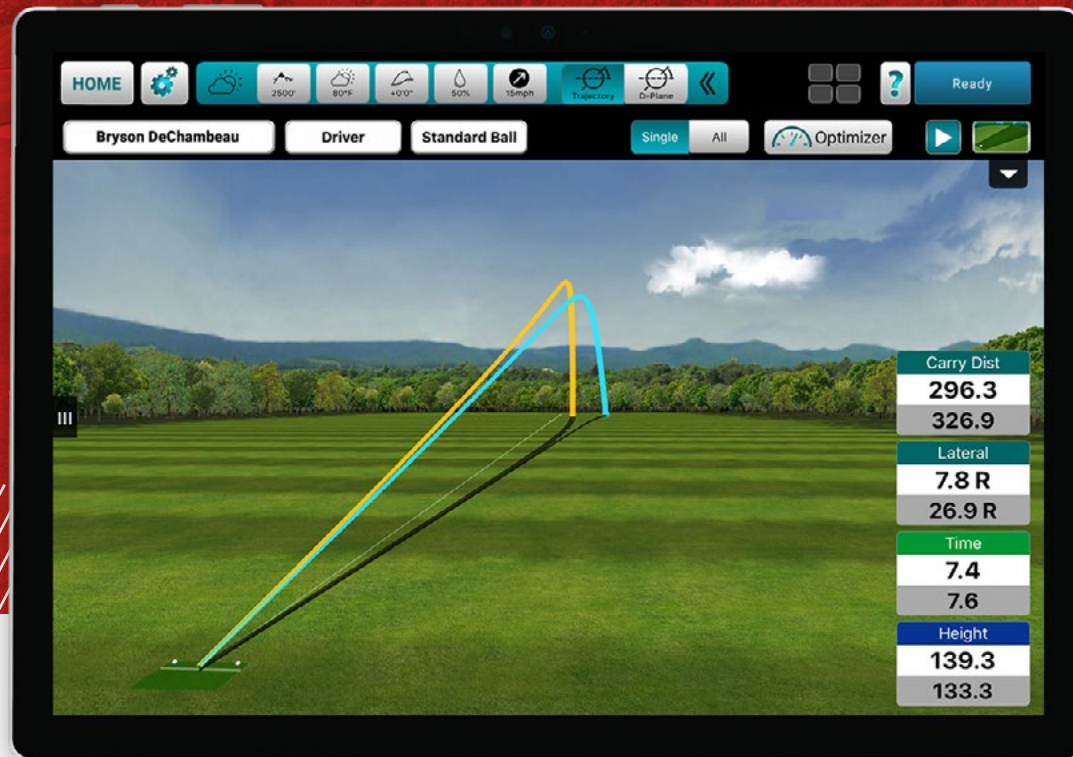 HOME
2500'
80°F
+0'0"
50%
15mph
Trajectory
D-Plane
?
Ready
Bryson DeChambeau
Driver
Standard Ball
Single
All
Optimizer
Carry Dist
296.3
326.9
Lateral
7.8 R
26.9 R
Time
7.4
7.6
Height
139.3
133.3